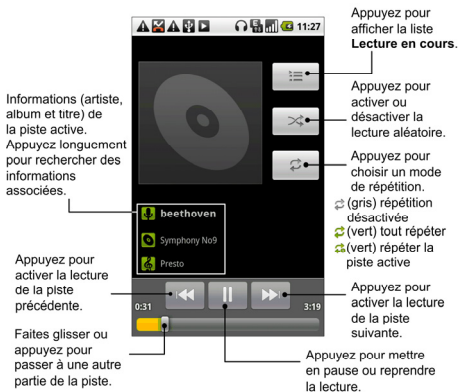 11:27
Appuyez pour
afficher la liste
Lecture en cours.
Appuyez pour
activer ou
désactiver la
lecture aléatoire.
Appuyez pour
choisir un mode
de répétition.
(gris) répétition
désactivée
(vert) tout répéter
(vert) répéter la
piste active
Informations (artiste,
album et titre) de
la piste active.
Appuyez longuement
pour rechercher des
informations
associées.
beethoven
Symphony No9
Presto
Appuyez pour
activer la lecture
de la piste
précédente.
0:31
3:19
Appuyez pour
activer la lecture
de la piste
suivante.
Faites glisser ou
appuyez pour
passer à une autre
partie de la piste.
Appuyez pour mettre
en pause ou reprendre
la lecture.